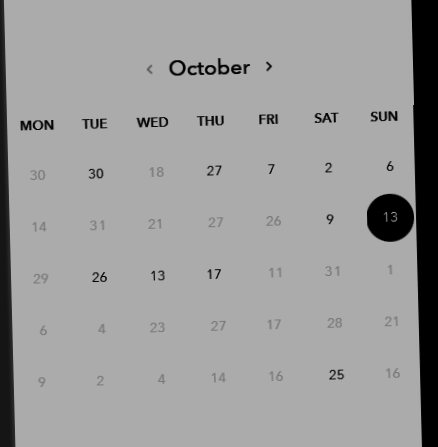 ‹ October ›
MON TUE WED THU FRI SAT SUN
30 30 18 27 7 2 6
14 31 21 27 26 9 13
29 26 13 17 11 31 1
6 4 23 27 17 28 21
9 2 4 14 16 25 16